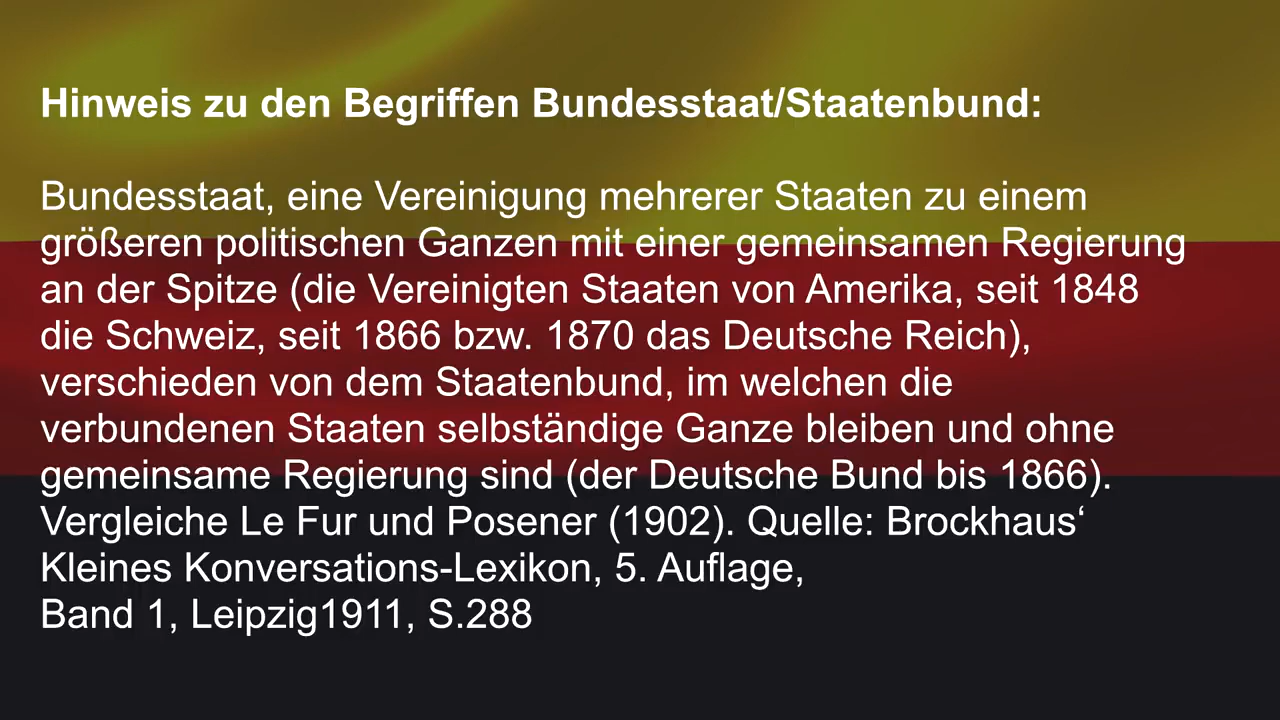 Hinweis zu den Begriffen Bundesstaat/Staatenbund:
Bundesstaat, eine Vereinigung mehrerer Staaten zu einem
größeren politischen Ganzen mit einer gemeinsamen Regierung
an der Spitze (die Vereinigten Staaten von Amerika, seit 1848
die Schweiz, seit 1866 bzw. 1870 das Deutsche Reich),
verschieden von dem Staatenbund, im welchen die
verbundenen Staaten selbständige Ganze bleiben und ohne
gemeinsame Regierung sind (der Deutsche Bund bis 1866).
Vergleiche Le Fur und Posener (1902). Quelle: Brockhaus‘
Kleines Konversations-Lexikon, 5. Auflage,
Band 1, Leipzig1911, S.288